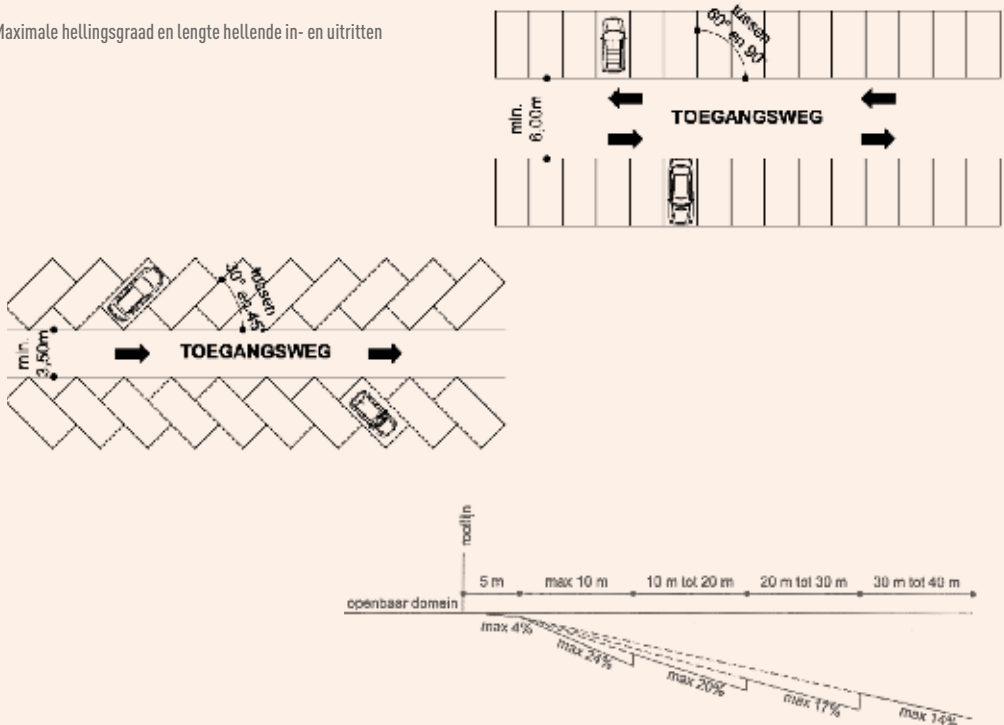 Maximale hellingsgraad en lengte hellende in- en uitritten
tussen
60° en 90°
min.
6,00m
TOEGANGSWEG
tussen
30° en 45°
min.
3,50m
TOEGANGSWEG
rooilijn
5 m
max 10 m
10 m tot 20 m
20 m tot 30 m
30 m tot 40 m
openbaar domein
max 4%
max 24%
max 20%
max 17%
max 14%